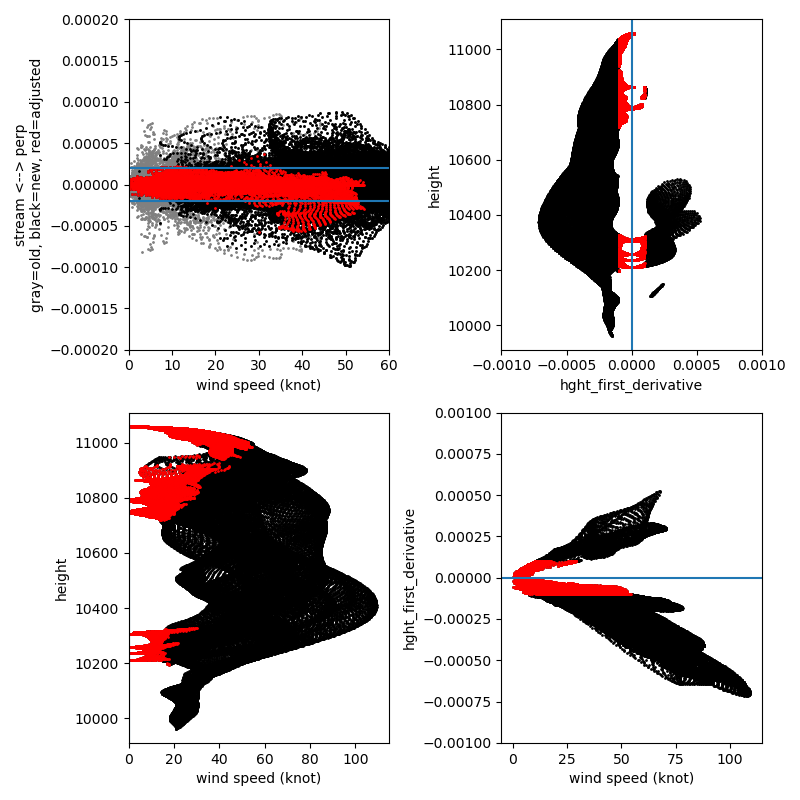 0.00020
0.00015
0.00010
0.00005
0.00000
−0.00005
−0.00010
−0.00015
−0.00020
stream <--> perp
gray=old, black=new, red=adjusted
0 10 20 30 40 50 60
wind speed (knot)
11000
10800
10600
10400
10200
10000
height
−0.0010 −0.0005 0.0000 0.0005 0.0010
hght_first_derivative
11000
10800
10600
10400
10200
10000
height
0 20 40 60 80 100
wind speed (knot)
0.00100
0.00075
0.00050
0.00025
0.00000
−0.00025
−0.00050
−0.00075
−0.00100
hght_first_derivative
0 25 50 75 100
wind speed (knot)